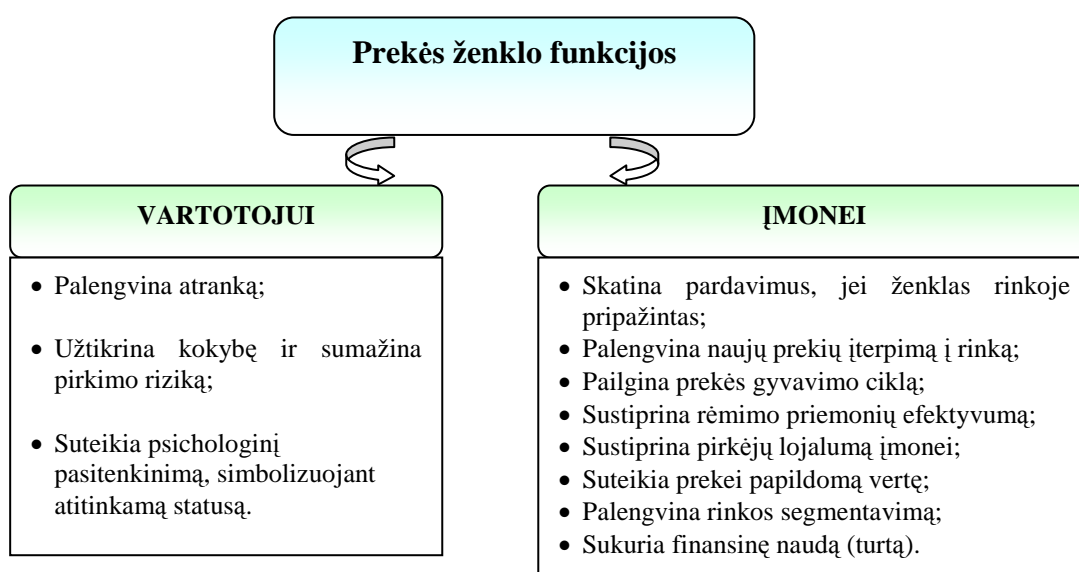 Prekės ženklo funkcijos
VARTOTOJUI
• Palengvina atranką;
• Užtikrina kokybę ir sumažina
pirkimo riziką;
• Suteikia psichologinį
pasitenkinimą, simbolizuojant
atitinkamą statusą.
ĮMONEI
• Skatina pardavimus, jei ženklas rinkoje
pripažintas;
• Palengvina naujų prekių įterpimą į rinką;
• Pailgina prekės gyvavimo ciklą;
• Sustiprina rėmimo priemonių efektyvumą;
• Sustiprina pirkėjų lojalumą įmonei;
• Suteikia prekei papildomą vertę;
• Palengvina rinkos segmentavimą;
• Sukuria finansinę naudą (turtą).